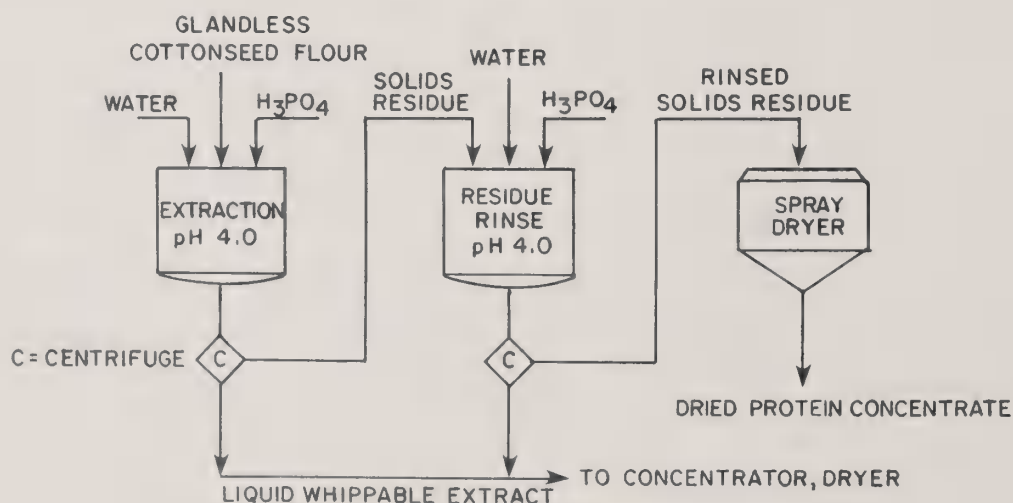 GLANDLESS
COTTONSEED FLOUR
WATER
H₃PO₄
EXTRACTION
pH 4.0
C = CENTRIFUGE
C
SOLIDS
RESIDUE
WATER
H₃PO₄
RESIDUE
RINSE
pH 4.0
C
RINSED
SOLIDS RESIDUE
SPRAY
DRYER
DRIED PROTEIN CONCENTRATE
LIQUID WHIPPABLE EXTRACT
TO CONCENTRATOR, DRYER